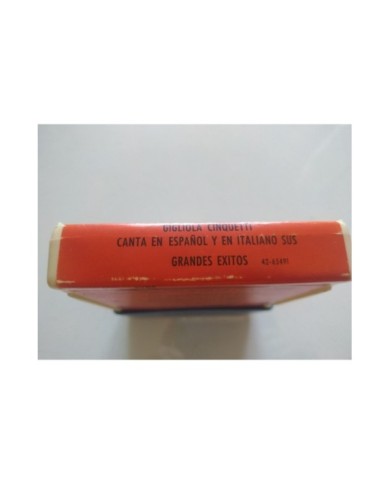 GIGLIOLA CINQUETTI
CANTA EN ESPAÑOL Y EN ITALIANO SUS
GRANDES EXITOS